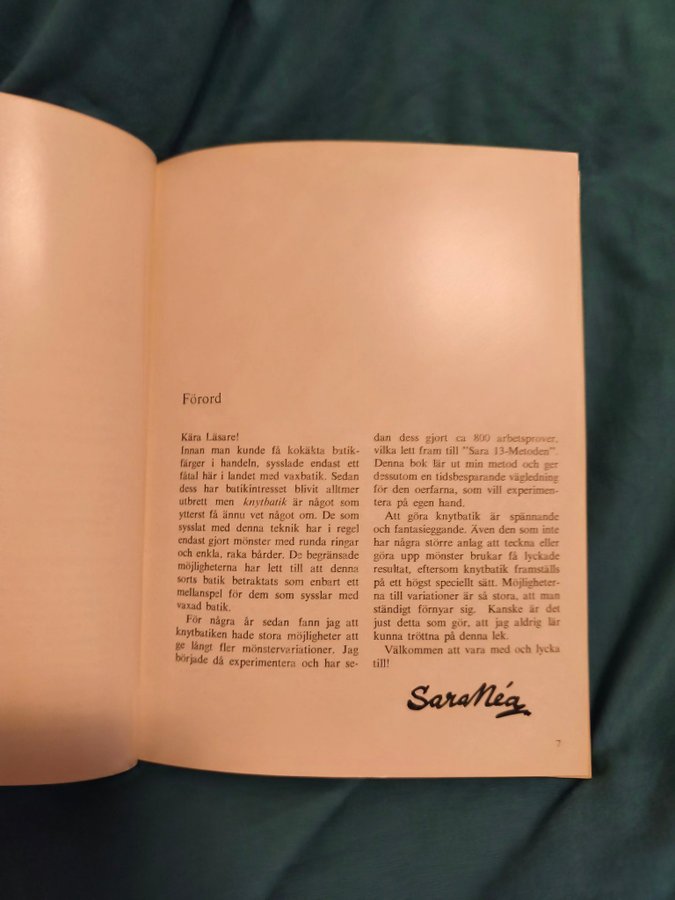 Förord
Kära Läsare!
Innan man kunde få kokäkta batik-
färger i handeln, sysslade endast ett
fåtal här i landet med vaxbatik. Sedan
dess har batikintresset blivit alltmer
utbrett men knytbatik är något som
ytterst få ännu vet något om. De som
sysslat med denna teknik har i regel
endast gjort mönster med runda ringar
och enkla, raka bårder. De begränsade
möjligheterna har lett till att denna
sorts batik betraktats som enbart ett
mellanspel för dem som sysslar med
vaxad batik.
För några år sedan fann jag att
knytbatiken hade stora möjligheter att
ge långt fler mönstervariationer. Jag
började då experimentera och har se-
dan dess gjort ca 800 arbetsprover,
vilka lett fram till "Sara 13-Metoden".
Denna bok lär ut min metod och ger
dessutom en tidsbesparande vägledning
för den oerfarna, som vill experimen-
tera på egen hand.
Att göra knytbatik är spännande
och fantasieggande. Även den som inte
har några större anlag att teckna eller
göra upp mönster brukar få lyckade
resultat, eftersom knytbatik framställs
på ett högst speciellt sätt. Möjligheter-
na till variationer är så stora, att man
ständigt förnyar sig. Kanske är det
just detta som gör, att jag aldrig lär
kunna tröttna på denna lek.
Välkommen att vara med och lycka
till!
Sara Néa
7